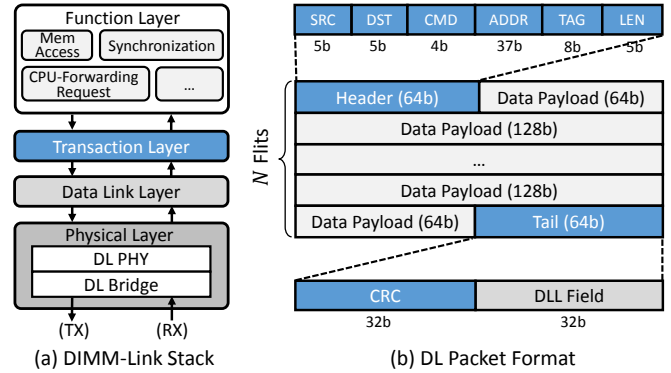 Function Layer
Mem
Access
Synchronization
CPU-Forwarding
Request
...
Transaction Layer
Data Link Layer
Physical Layer
DL PHY
DL Bridge
(TX) (RX)
(a) DIMM-Link Stack
SRC DST CMD ADDR TAG LEN
5b 5b 4b 37b 8b 5b
N Flits
Header (64b) Data Payload (64b)
Data Payload (128b)
...
Data Payload (128b)
Data Payload (64b) Tail (64b)
CRC DLL Field
32b 32b
(b) DL Packet Format